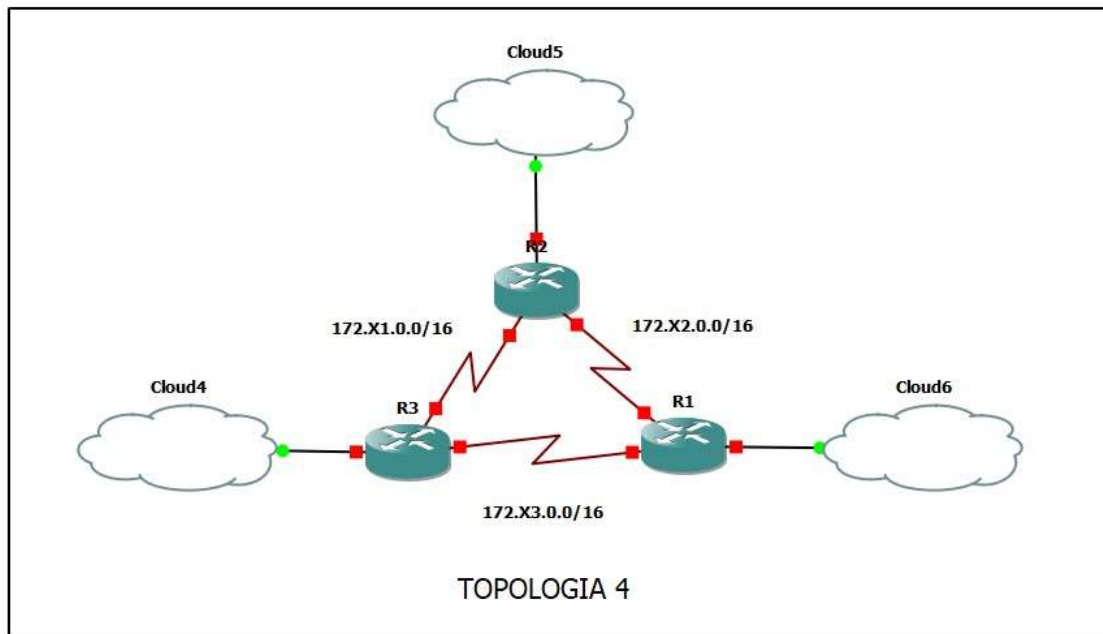 Cloud5
R2
172.X1.0.0/16
172.X2.0.0/16
Cloud4
Cloud6
R3
R1
172.X3.0.0/16
TOPOLOGIA 4